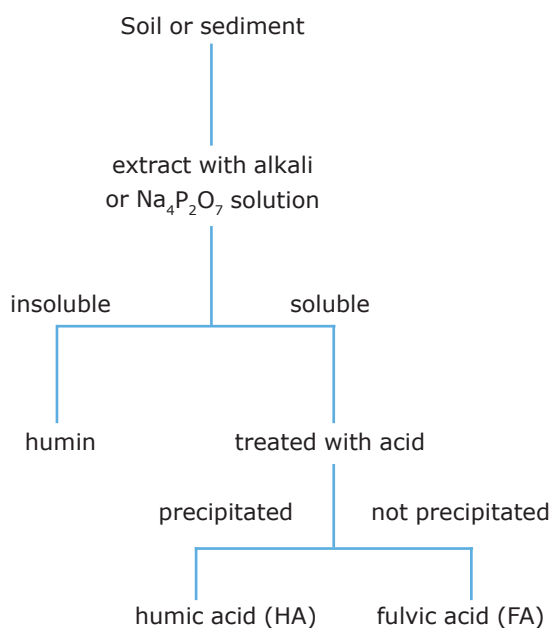 Soil or sediment
extract with alkali
or Na₄P₂O₇ solution
insoluble
soluble
humin
treated with acid
precipitated
not precipitated
humic acid (HA)
fulvic acid (FA)